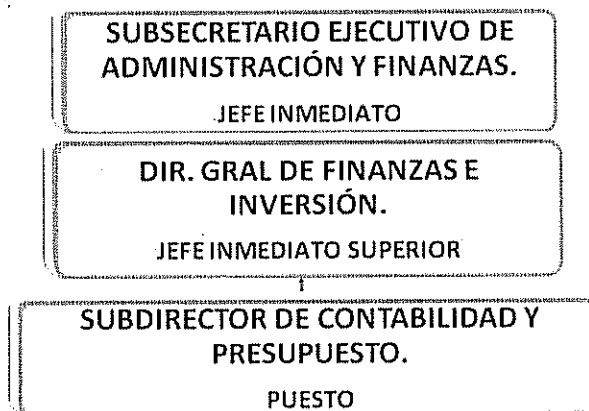 SUBSECRETARIO EJECUTIVO DE
ADMINISTRACIÓN Y FINANZAS.
JEFE INMEDIATO
DIR. GRAL DE FINANZAS E
INVERSIÓN.
JEFE INMEDIATO SUPERIOR
SUBDIRECTOR DE CONTABILIDAD Y
PRESUPUESTO.
PUESTO